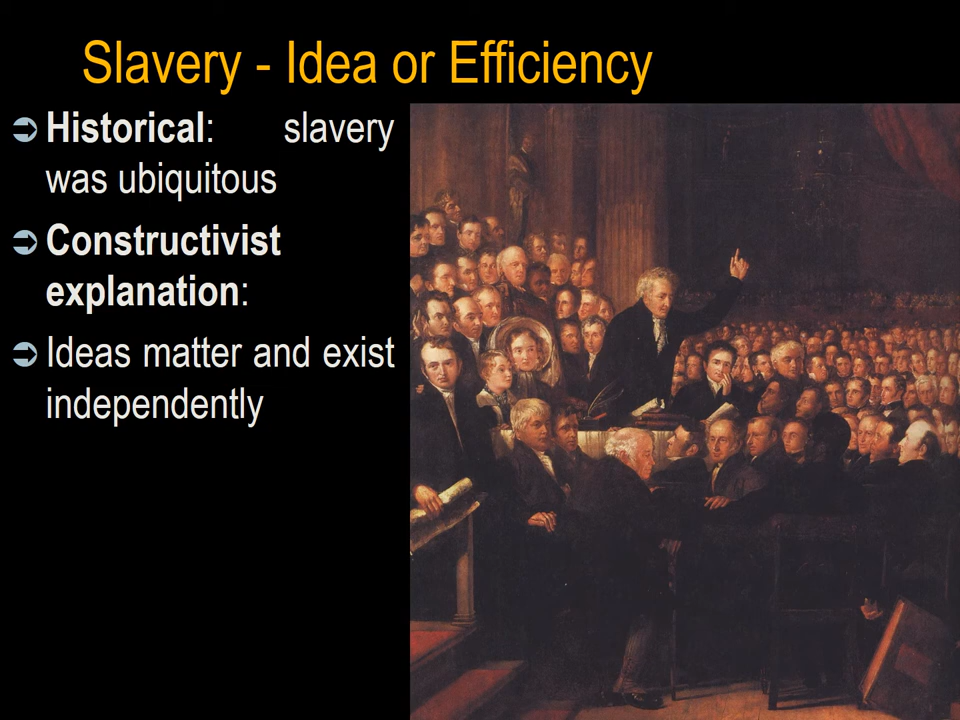 Slavery - Idea or Efficiency
Historical: slavery
was ubiquitous
Constructivist
explanation:
Ideas matter and exist
independently